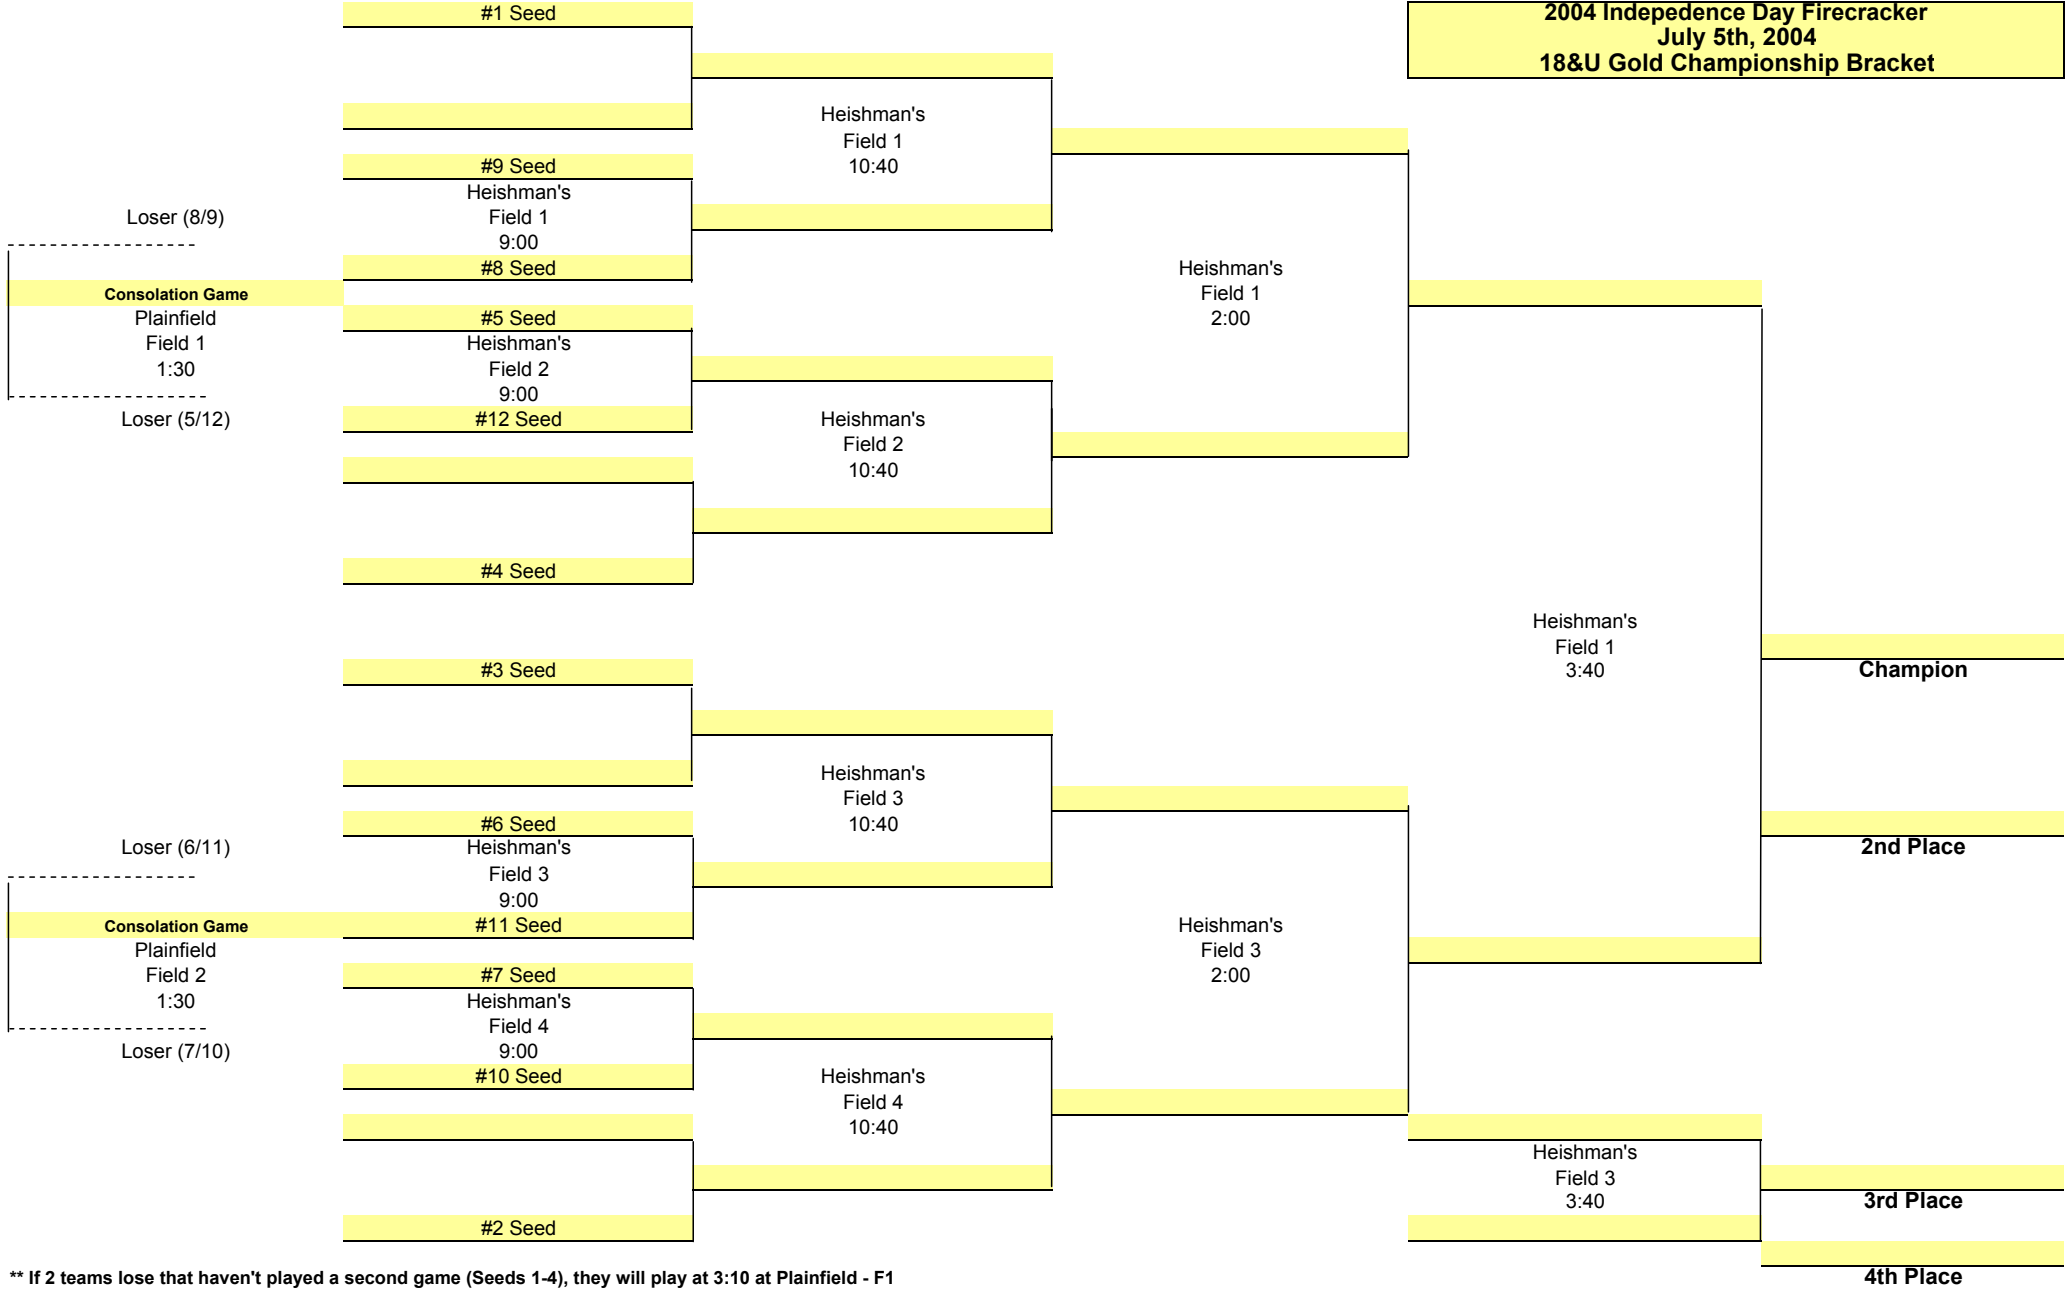 2004 Indepedence Day Firecracker
July 5th, 2004
18&U Gold Championship Bracket
#1 Seed
Heishman's
Field 1
10:40
#9 Seed
Heishman's
Field 1
9:00
#8 Seed
Loser (8/9)
Consolation Game
Plainfield
Field 1
1:30
Loser (5/12)
#5 Seed
Heishman's
Field 2
9:00
#12 Seed
Heishman's
Field 2
10:40
#4 Seed
Heishman's
Field 1
2:00
Heishman's
Field 1
3:40
Champion
2nd Place
#3 Seed
Heishman's
Field 3
10:40
#6 Seed
Heishman's
Field 3
9:00
#11 Seed
Loser (6/11)
Consolation Game
Plainfield
Field 2
1:30
Loser (7/10)
#7 Seed
Heishman's
Field 4
9:00
#10 Seed
Heishman's
Field 4
10:40
#2 Seed
Heishman's
Field 3
2:00
Heishman's
Field 3
3:40
3rd Place
4th Place
** If 2 teams lose that haven't played a second game (Seeds 1-4), they will play at 3:10 at Plainfield - F1